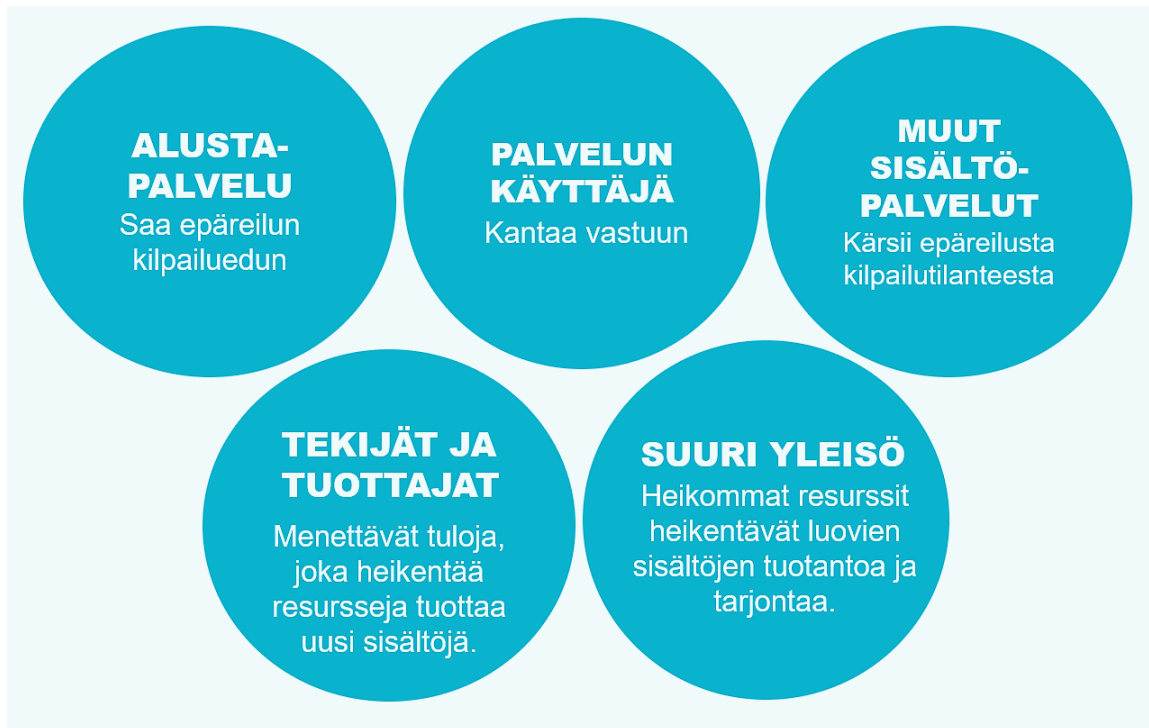 ALUSTA-
PALVELU
Saa epäreilun
kilpailuedun
PALVELUN
KÄYTTÄJÄ
Kantaa vastuun
MUUT
SISÄLTÖ-
PALVELUT
Kärsii epäreilusta
kilpailutilanteesta
TEKIJÄT JA
TUOTTAJAT
Menettävät tuloja,
joka heikentää
resursseja tuottaa
uusi sisältöjä.
SUURI YLEISÖ
Heikommat resurssit
heikentävät luovien
sisältöjen tuotantoa ja
tarjontaa.